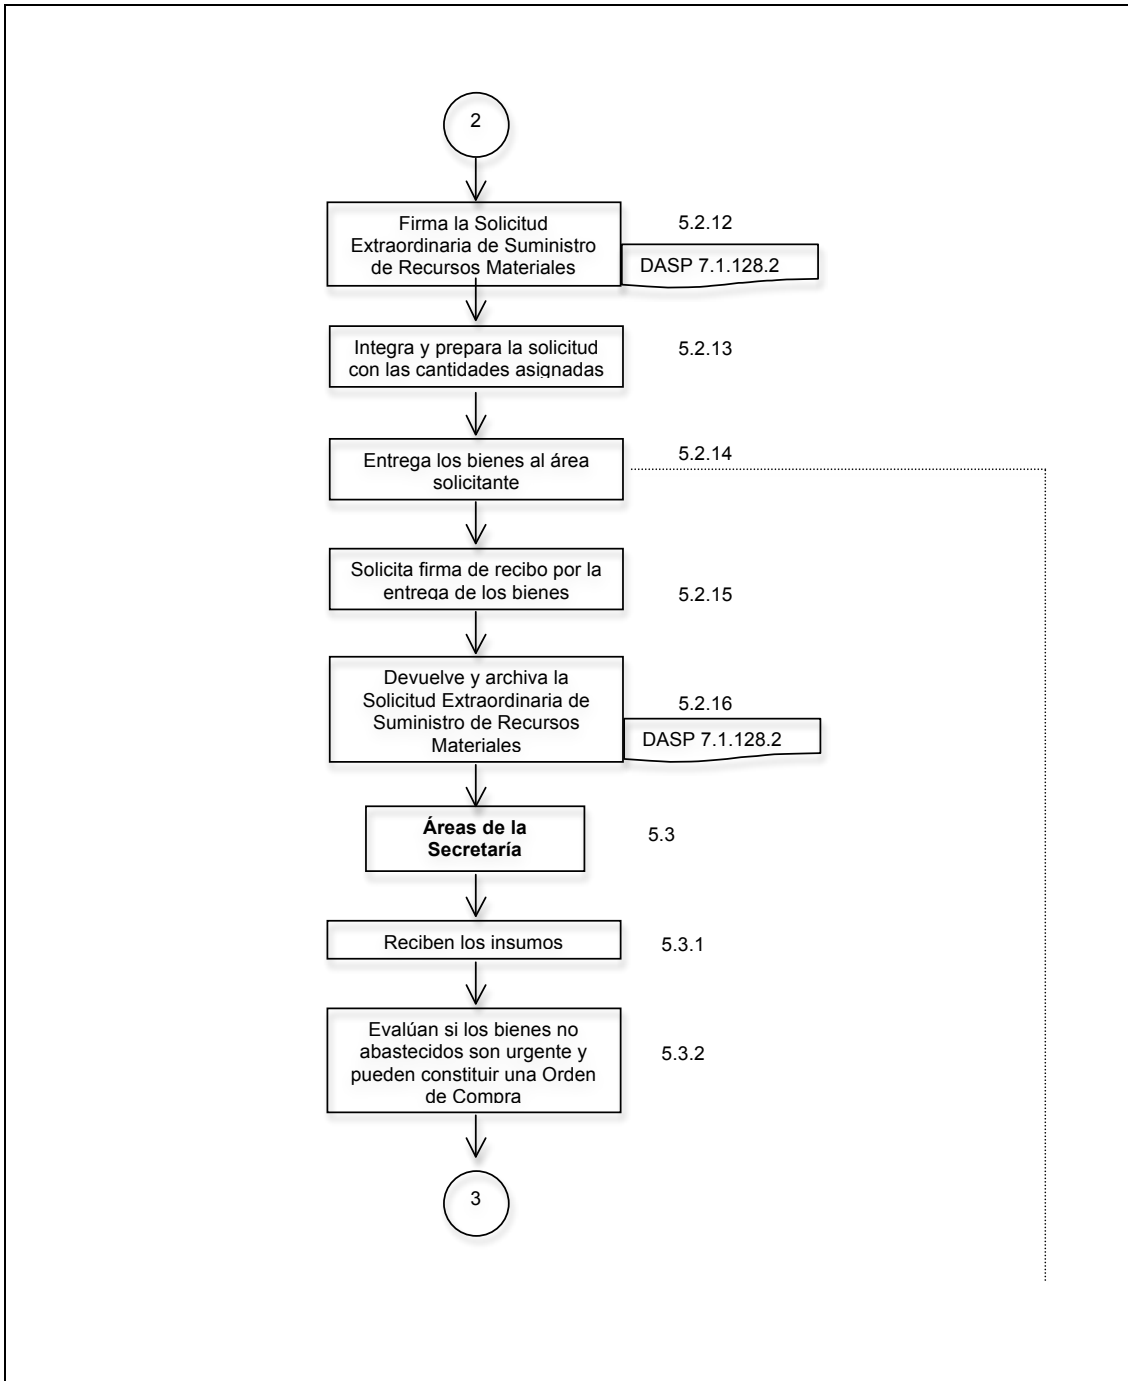 2
Firma la Solicitud
Extraordinaria de Suministro
de Recursos Materiales
5.2.12
DASP 7.1.128.2
Integra y prepara la solicitud
con las cantidades asignadas
5.2.13
Entrega los bienes al área
solicitante
5.2.14
Solicita firma de recibo por la
entrega de los bienes
5.2.15
Devuelve y archiva la
Solicitud Extraordinaria de
Suministro de Recursos
Materiales
5.2.16
DASP 7.1.128.2
Áreas de la
Secretaría
5.3
Reciben los insumos
5.3.1
Evalúan si los bienes no
abastecidos son urgente y
pueden constituir una Orden
de Compra
5.3.2
3